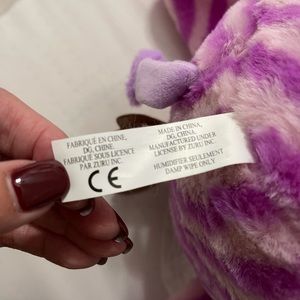 FABRIQUÉ EN CHINE,
DG, CHINE.
FABRIQUÉ SOUS LICENCE
PAR ZURU INC.
CE
MADE IN CHINA,
DG, CHINA.
MANUFACTURED UNDER
LICENSE BY ZURU INC.
HUMIDIFIER SEULEMENT
DAMP WIPE ONLY